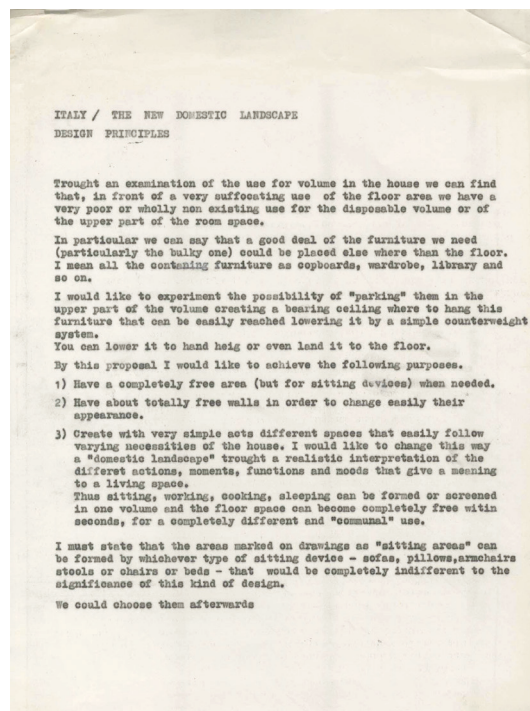 ITALY / THE NEW DOMESTIC LANDSCAPE
DESIGN PRINCIPLES
Trought an examination of the use for volume in the house we can find
that, in front of a very suffocating use of the floor area we have a
very poor or wholly non existing use for the disposable volume or of
the upper part of the room space.
In particular we can say that a good deal of the furniture we need
(particularly the bulky one) could be placed else where than the floor.
I mean all the contaning furniture as copboards, wardrobe, library and
so on.
I would like to experiment the possibility of "parking" them in the
upper part of the volume creating a bearing ceiling where to hang this
furniture that can be easily reached lowering it by a simple counterweight
system.
You can lower it to hand heig or even land it to the floor.
By this proposal I would like to achieve the following purposes.
1) Have a completely free area (but for sitting devices) when needed.
2) Have about totally free walls in order to change easily their
appearance.
3) Create with very simple acts different spaces that easily follow
varying necessities of the house. I would like to change this way
a "domestic landscape" trought a realistic interpretation of the
differet actions, moments, functions and moods that give a meaning
to a living space.
Thus sitting, working, cooking, sleeping can be formed or screened
in one volume and the floor space can become completely free witin
seconds, for a completely different and "communal" use.
I must state that the areas marked on drawings as "sitting areas" can
be formed by whichever type of sitting device - sofas, pillows,armchairs
stools or chairs or beds - that would be completely indifferent to the
significance of this kind of design.
We could choose them afterwards